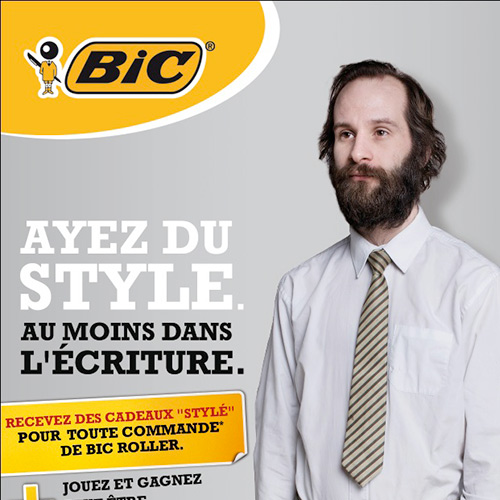 BiC®
AYEZ DU
STYLE.
AU MOINS DANS
L'ÉCRITURE.
RECEVEZ DES CADEAUX "STYLÉ"
POUR TOUTE COMMANDE*
DE BIC ROLLER.
JOUEZ ET GAGNEZ